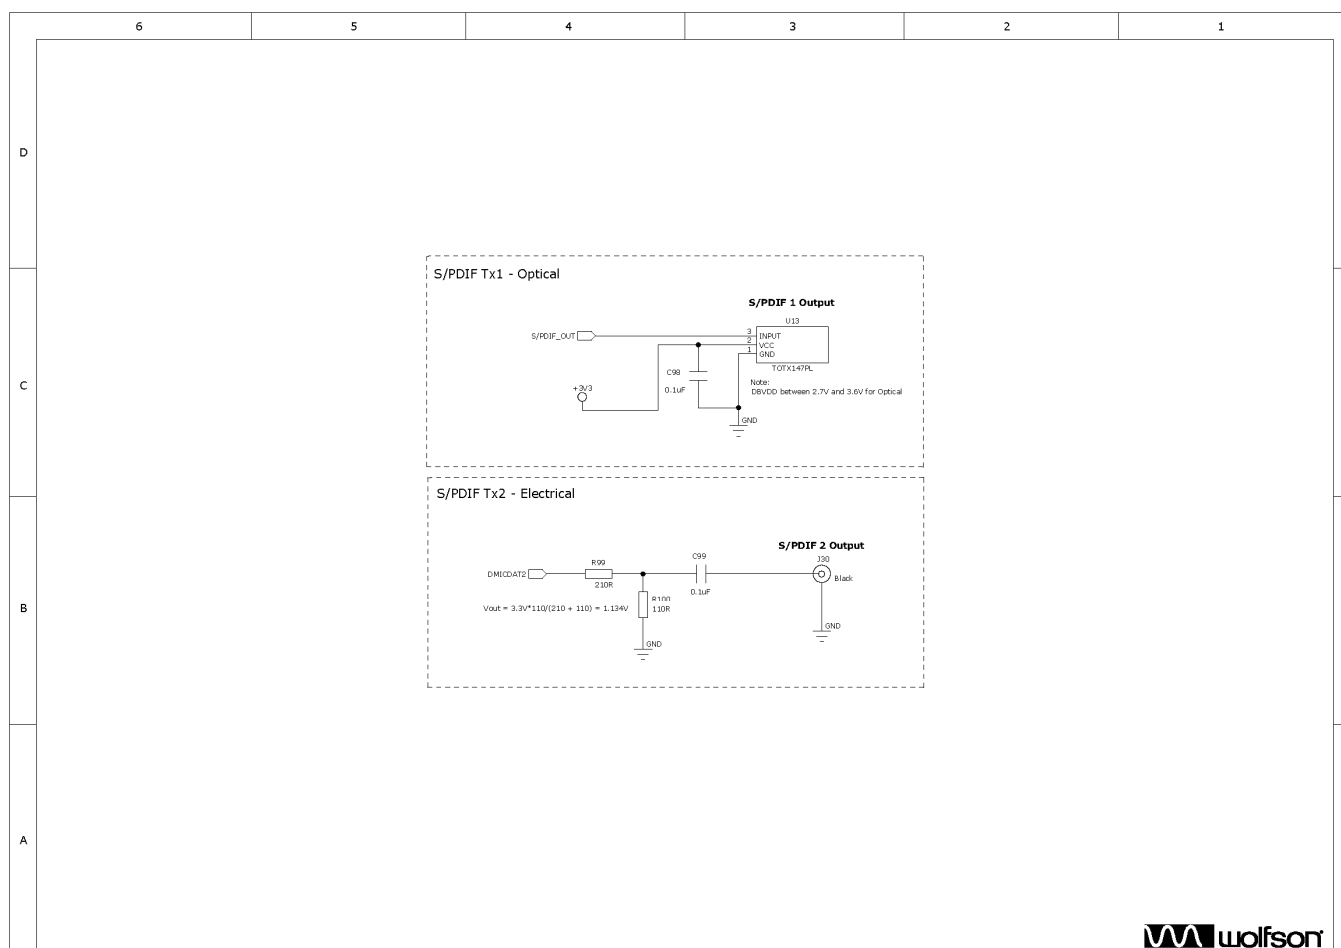 6 5 4 3 2 1
D
S/PDIF Tx1 - Optical
S/PDIF 1 Output
U13
S/PDIF_OUT
3 INPUT
2 VCC
1 GND
TOTX147PL
C98
0.1uF
+3V3
Note:
DBVDD between 2.7V and 3.6V for Optical
GND
C
S/PDIF Tx2 - Electrical
S/PDIF 2 Output
J30
Black
C99
0.1uF
R99
210R
DMICDAT2
R100
110R
Vout = 3.3V*110/(210 + 110) = 1.134V
GND
GND
B
A
wolfson